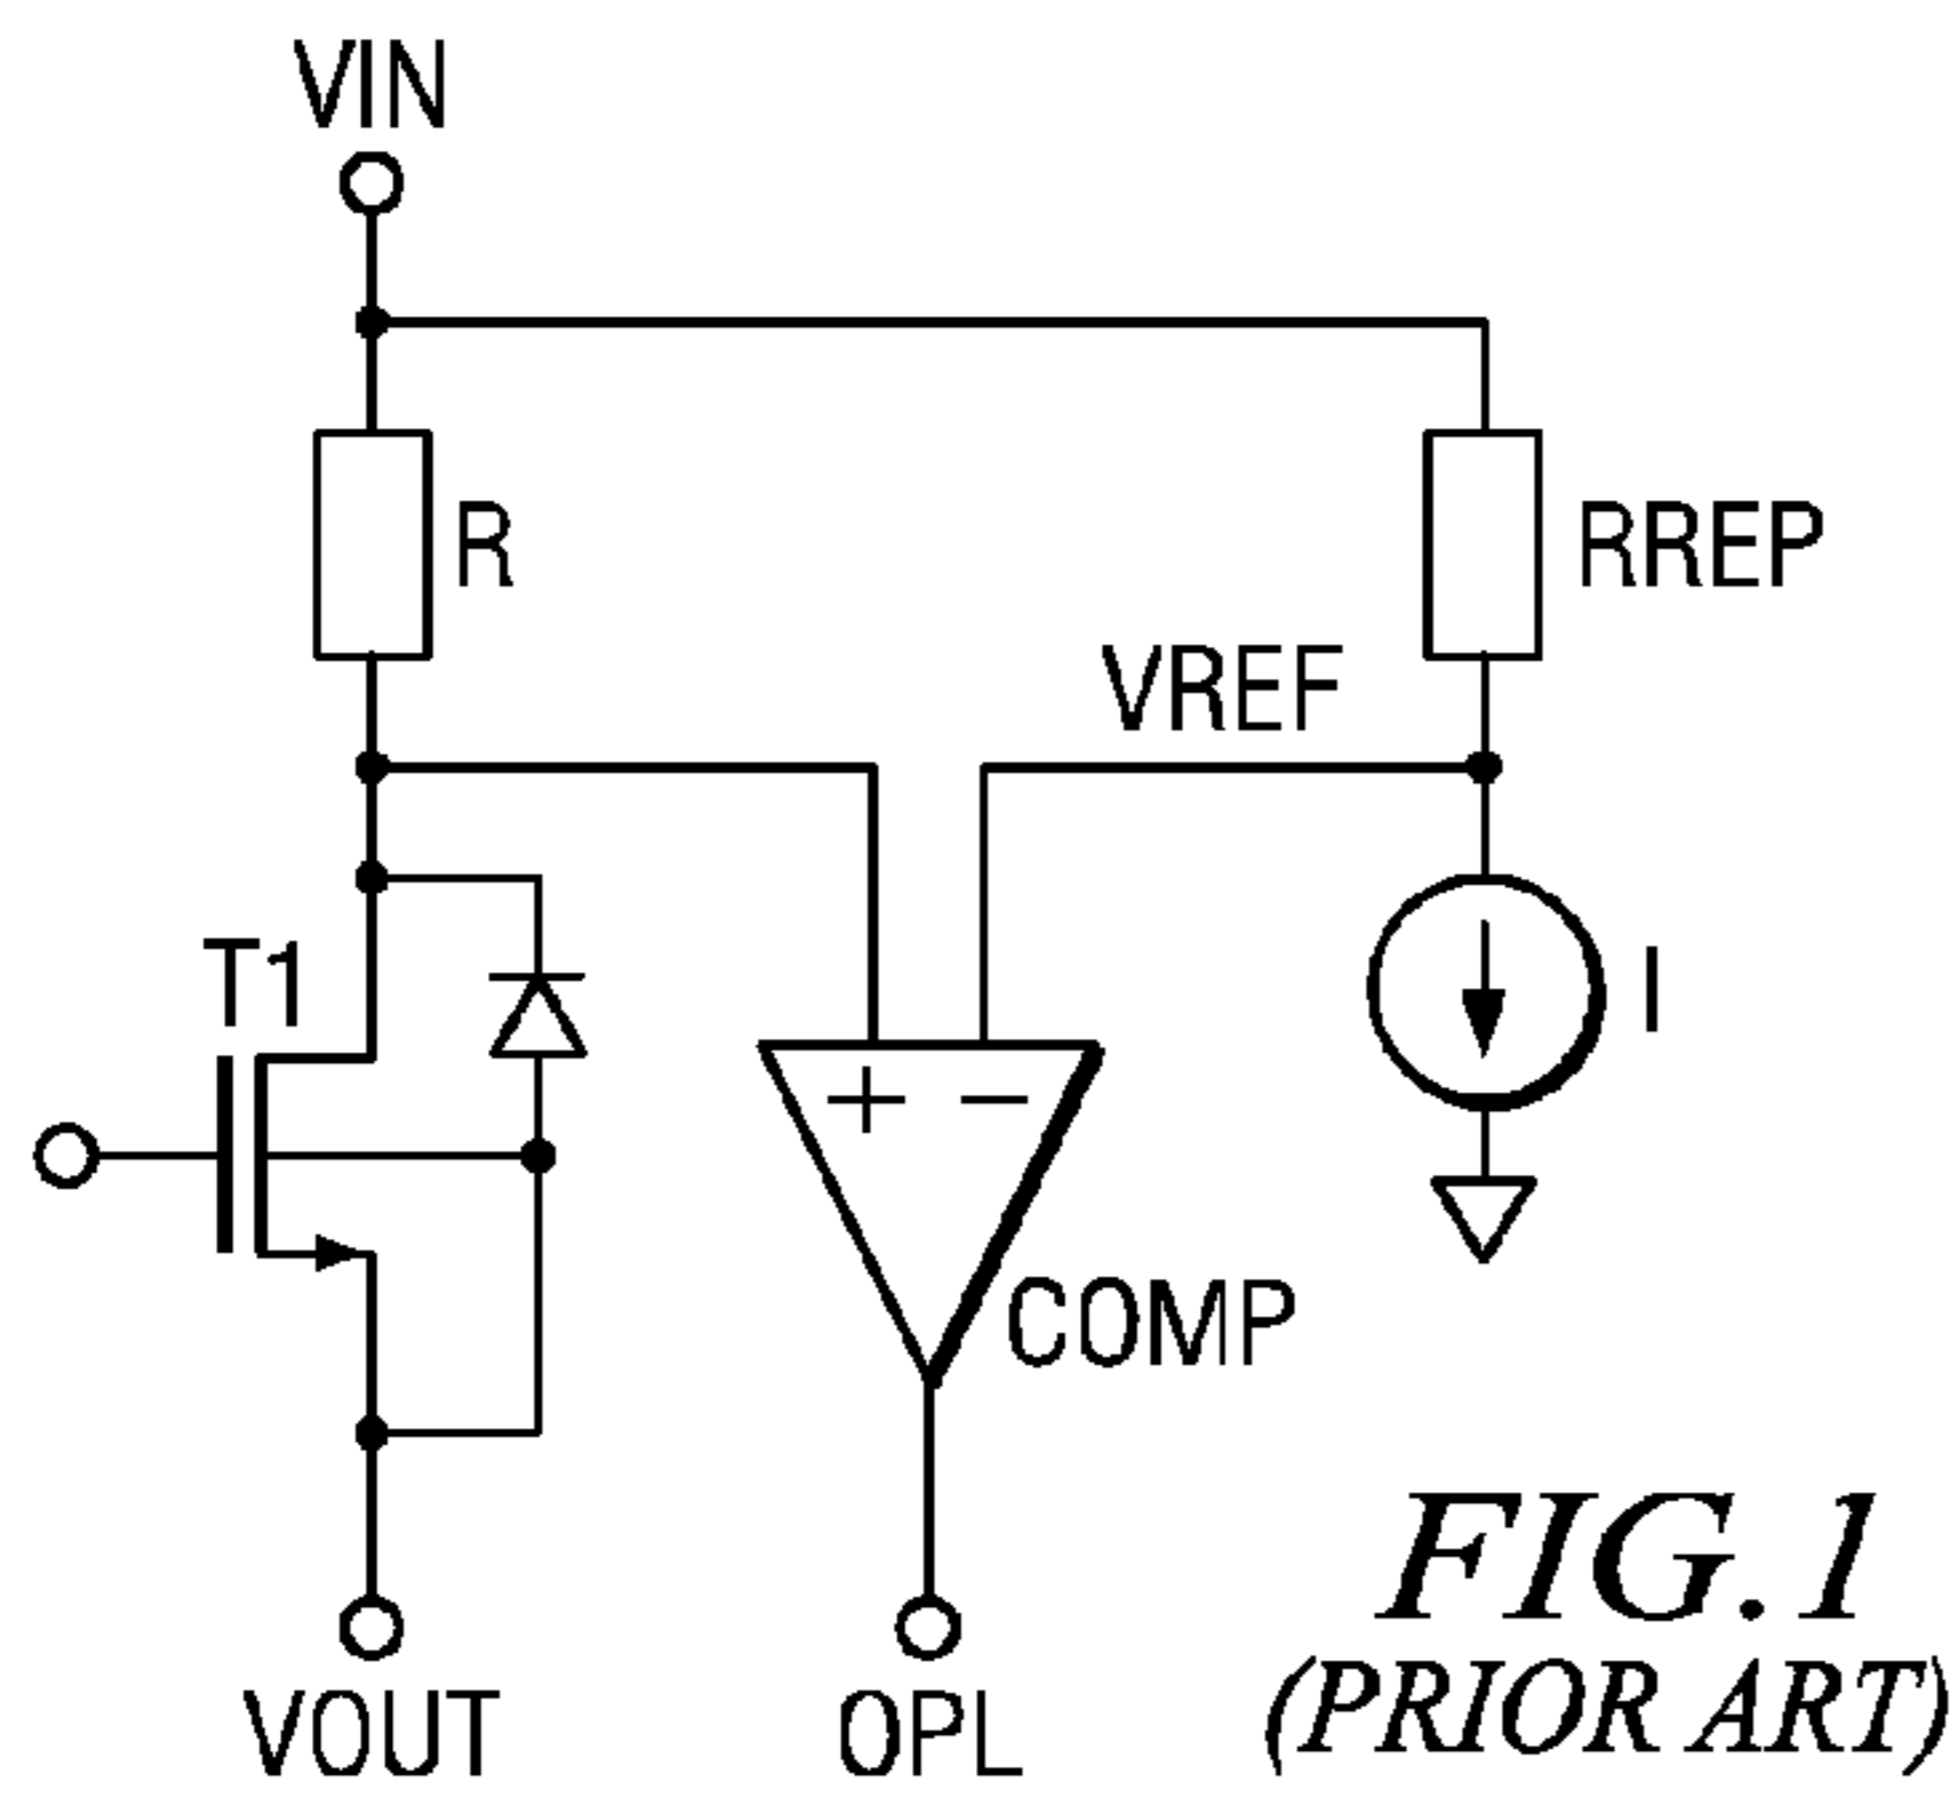 VIN
R
RREP
VREF
T1
I
+ −
COMP
VOUT
OPL
FIG.1
(PRIOR ART)